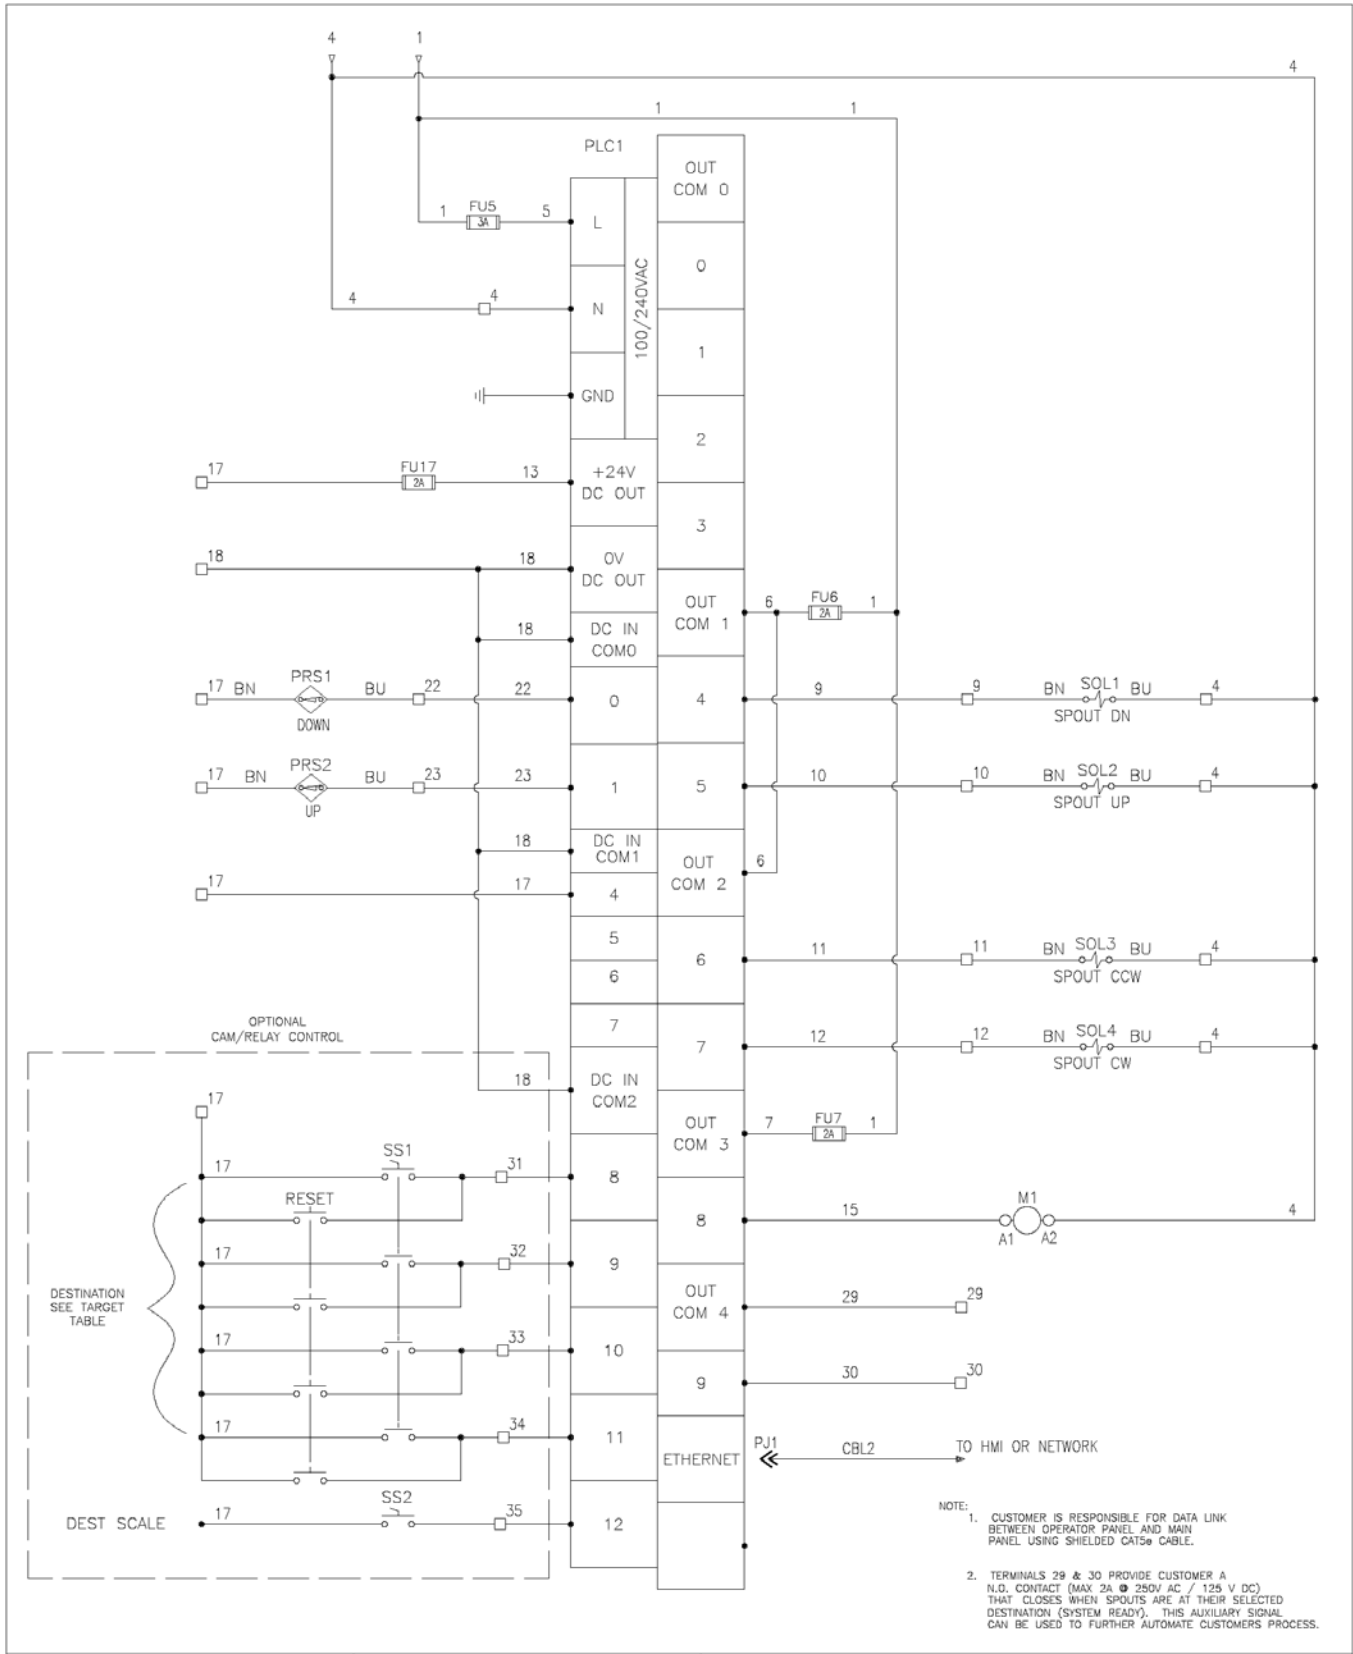 4 1
4
1 1
PLC1
OUT
COM 0
FU5
1 3A 5
L
0
100/240VAC
4 4
N
1
GND
2
17 FU17 13
2A
+24V
DC OUT
3
18 18
0V
DC OUT
OUT
COM 1
6 FU6 1
2A
18
DC IN
COM0
17 BN PRS1 BU 22 22
DOWN
0
4
9 9 BN SOL1 BU 4
SPOUT DN
17 BN PRS2 BU 23 23
UP
1
5
10 10 BN SOL2 BU 4
SPOUT UP
18
DC IN
COM1
OUT
COM 2
6
17 17
4
5
6
6
11 11 BN SOL3 BU 4
SPOUT CCW
7
7
12 12 BN SOL4 BU 4
SPOUT CW
OPTIONAL
CAM/RELAY CONTROL
18
DC IN
COM2
17
OUT
COM 3
7 FU7 1
2A
17 SS1 31
8
RESET
8
15 M1 4
A1 A2
17 32
9
DESTINATION
SEE TARGET
TABLE
OUT
COM 4
29 29
17 33
10
9
30 30
17 34
11
ETHERNET
PJ1 CBL2 TO HMI OR NETWORK
DEST SCALE 17 SS2 35
12
NOTE:
1. CUSTOMER IS RESPONSIBLE FOR DATA LINK
BETWEEN OPERATOR PANEL AND MAIN
PANEL USING SHIELDED CAT5e CABLE.
2. TERMINALS 29 & 30 PROVIDE CUSTOMER A
N.O. CONTACT (MAX 2A @ 250V AC / 125 V DC)
THAT CLOSES WHEN SPOUTS ARE AT THEIR SELECTED
DESTINATION (SYSTEM READY). THIS AUXILIARY SIGNAL
CAN BE USED TO FURTHER AUTOMATE CUSTOMERS PROCESS.